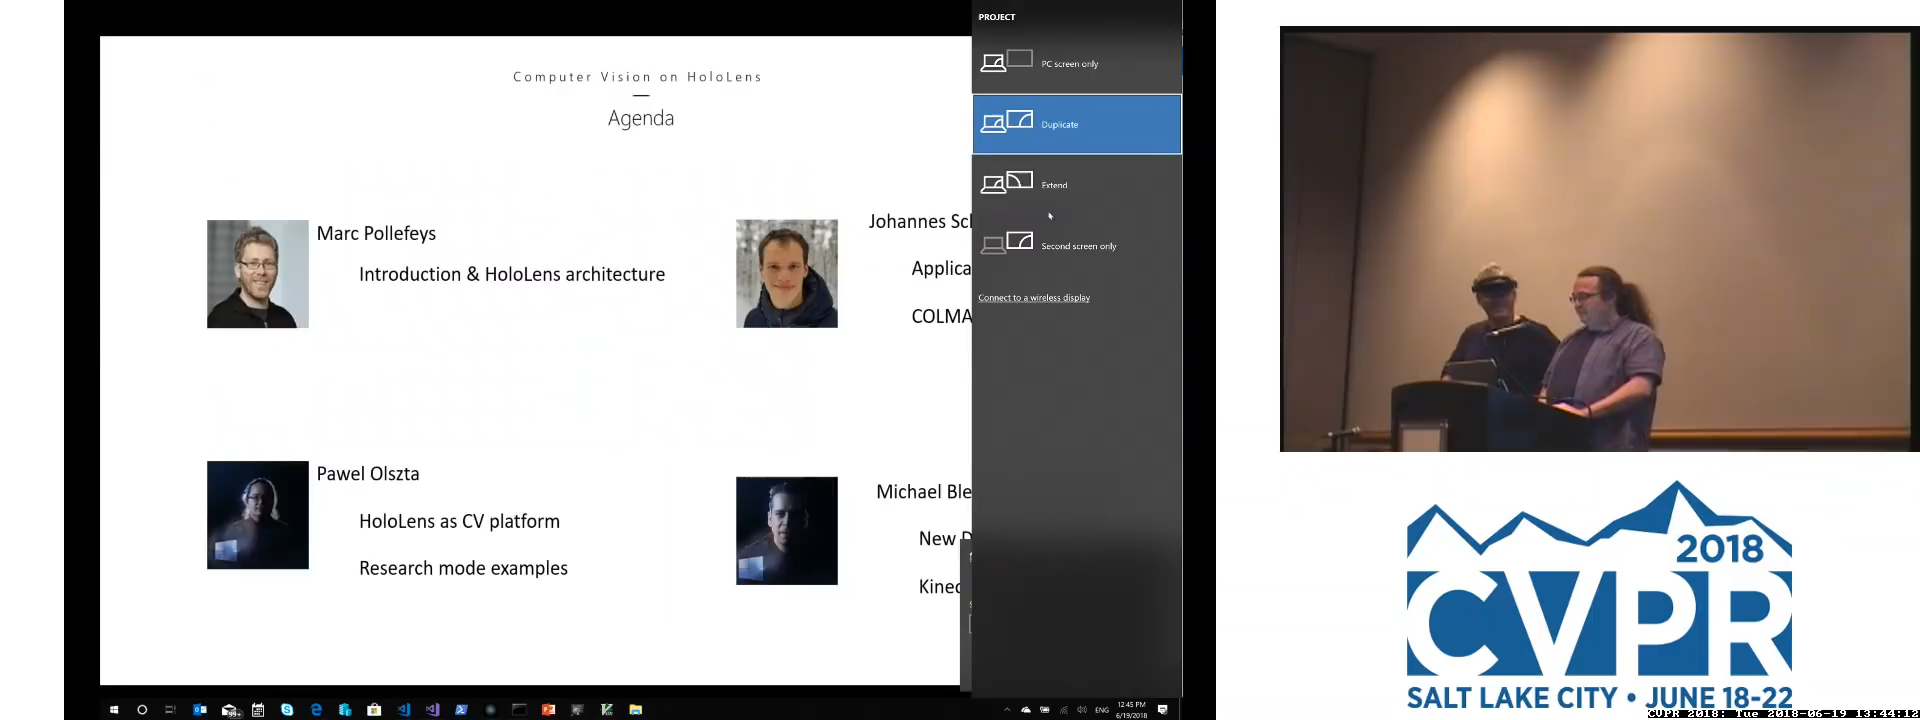 Computer Vision on HoloLens
Agenda
Marc Pollefeys
Introduction & HoloLens architecture
Johannes Sc
Applica
COLMA
Pawel Olszta
HoloLens as CV platform
Research mode examples
Michael Ble
New D
Kinec
PROJECT
PC screen only
Duplicate
Extend
Second screen only
Connect to a wireless display
99+
ENG
12:45 PM
6/19/2018
2018
CVPR
SALT LAKE CITY • JUNE 18-22
CVPR 2018: Tue 2018-06-19 13:44:12